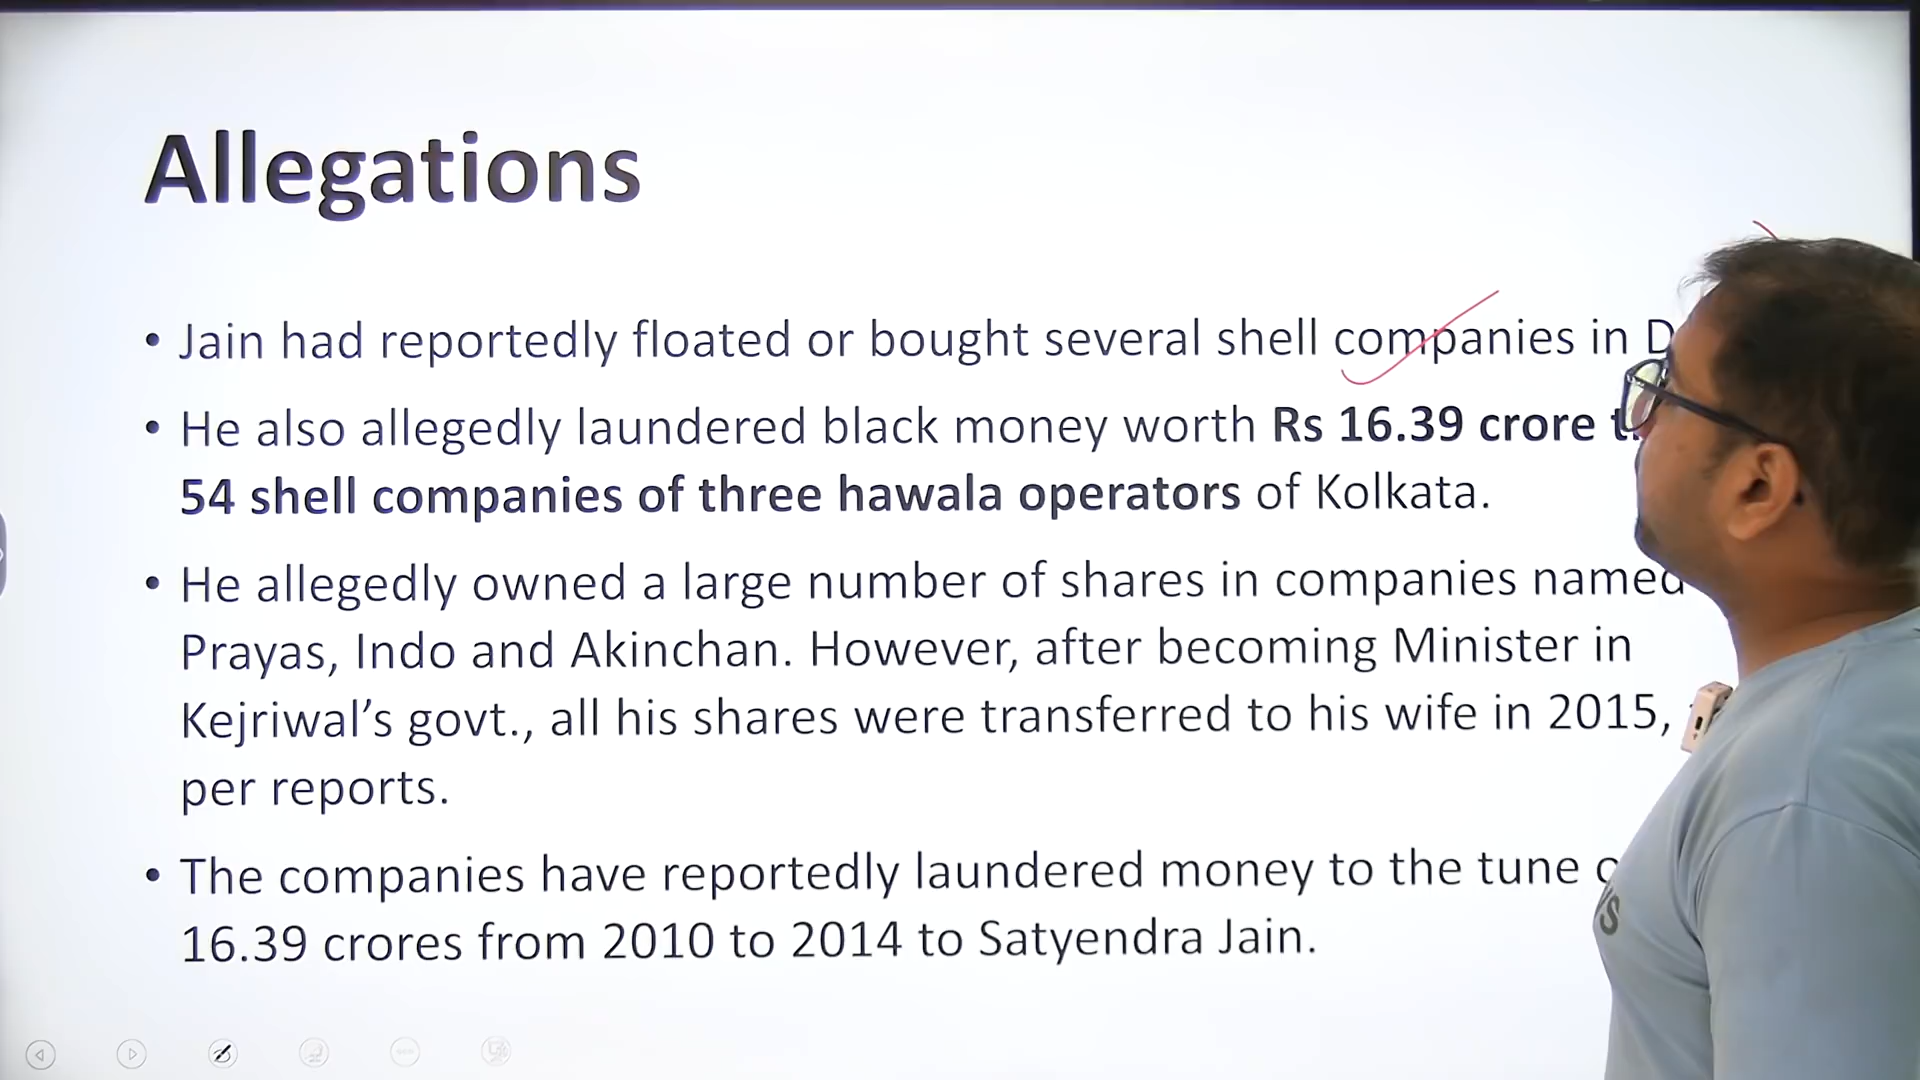 Allegations
• Jain had reportedly floated or bought several shell companies in
• He also allegedly laundered black money worth Rs 16.39 crore
54 shell companies of three hawala operators of Kolkata.
• He allegedly owned a large number of shares in companies named
Prayas, Indo and Akinchan. However, after becoming Minister in
Kejriwal’s govt., all his shares were transferred to his wife in 2015,
per reports.
• The companies have reportedly laundered money to the tune
16.39 crores from 2010 to 2014 to Satyendra Jain.